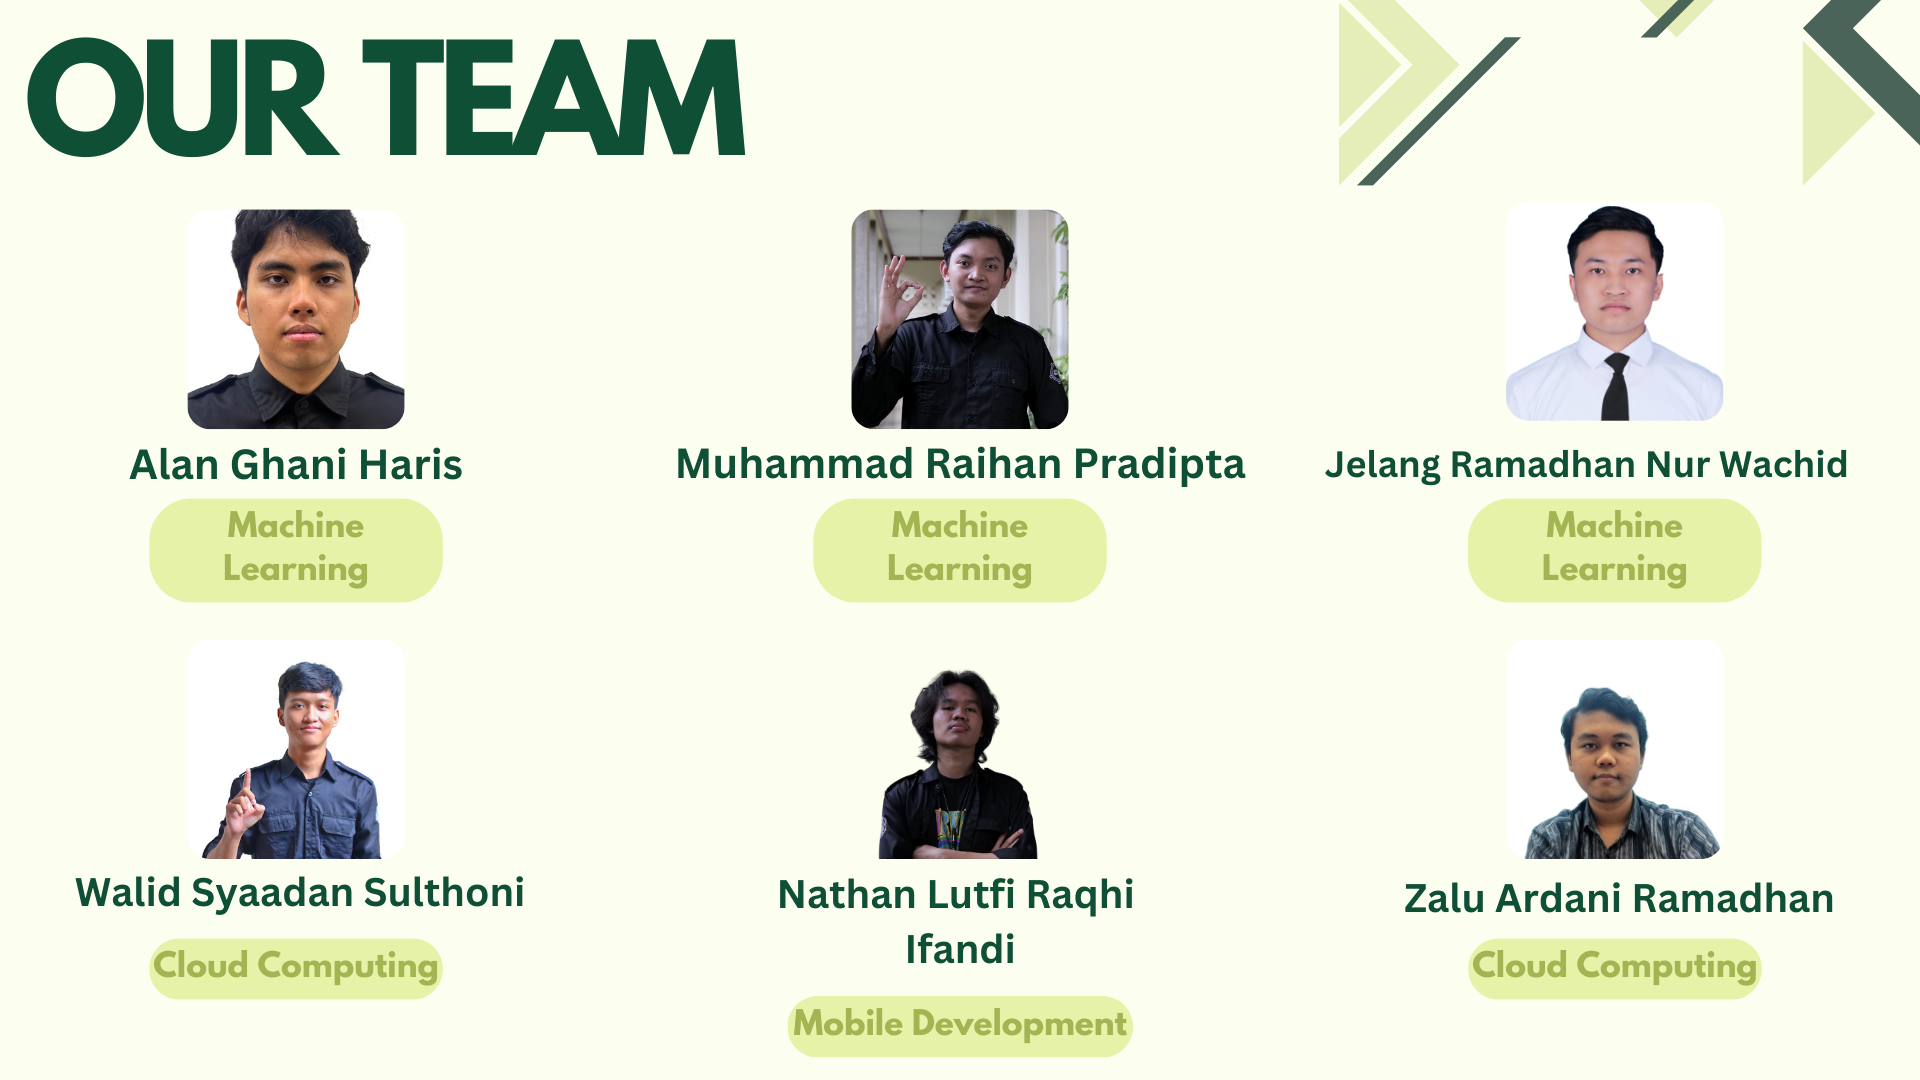 OUR TEAM
Alan Ghani Haris
Machine
Learning
Muhammad Raihan Pradipta
Machine
Learning
Jelang Ramadhan Nur Wachid
Machine
Learning
Walid Syaadan Sulthoni
Cloud Computing
Nathan Lutfi Raqhi
Ifandi
Mobile Development
Zalu Ardani Ramadhan
Cloud Computing